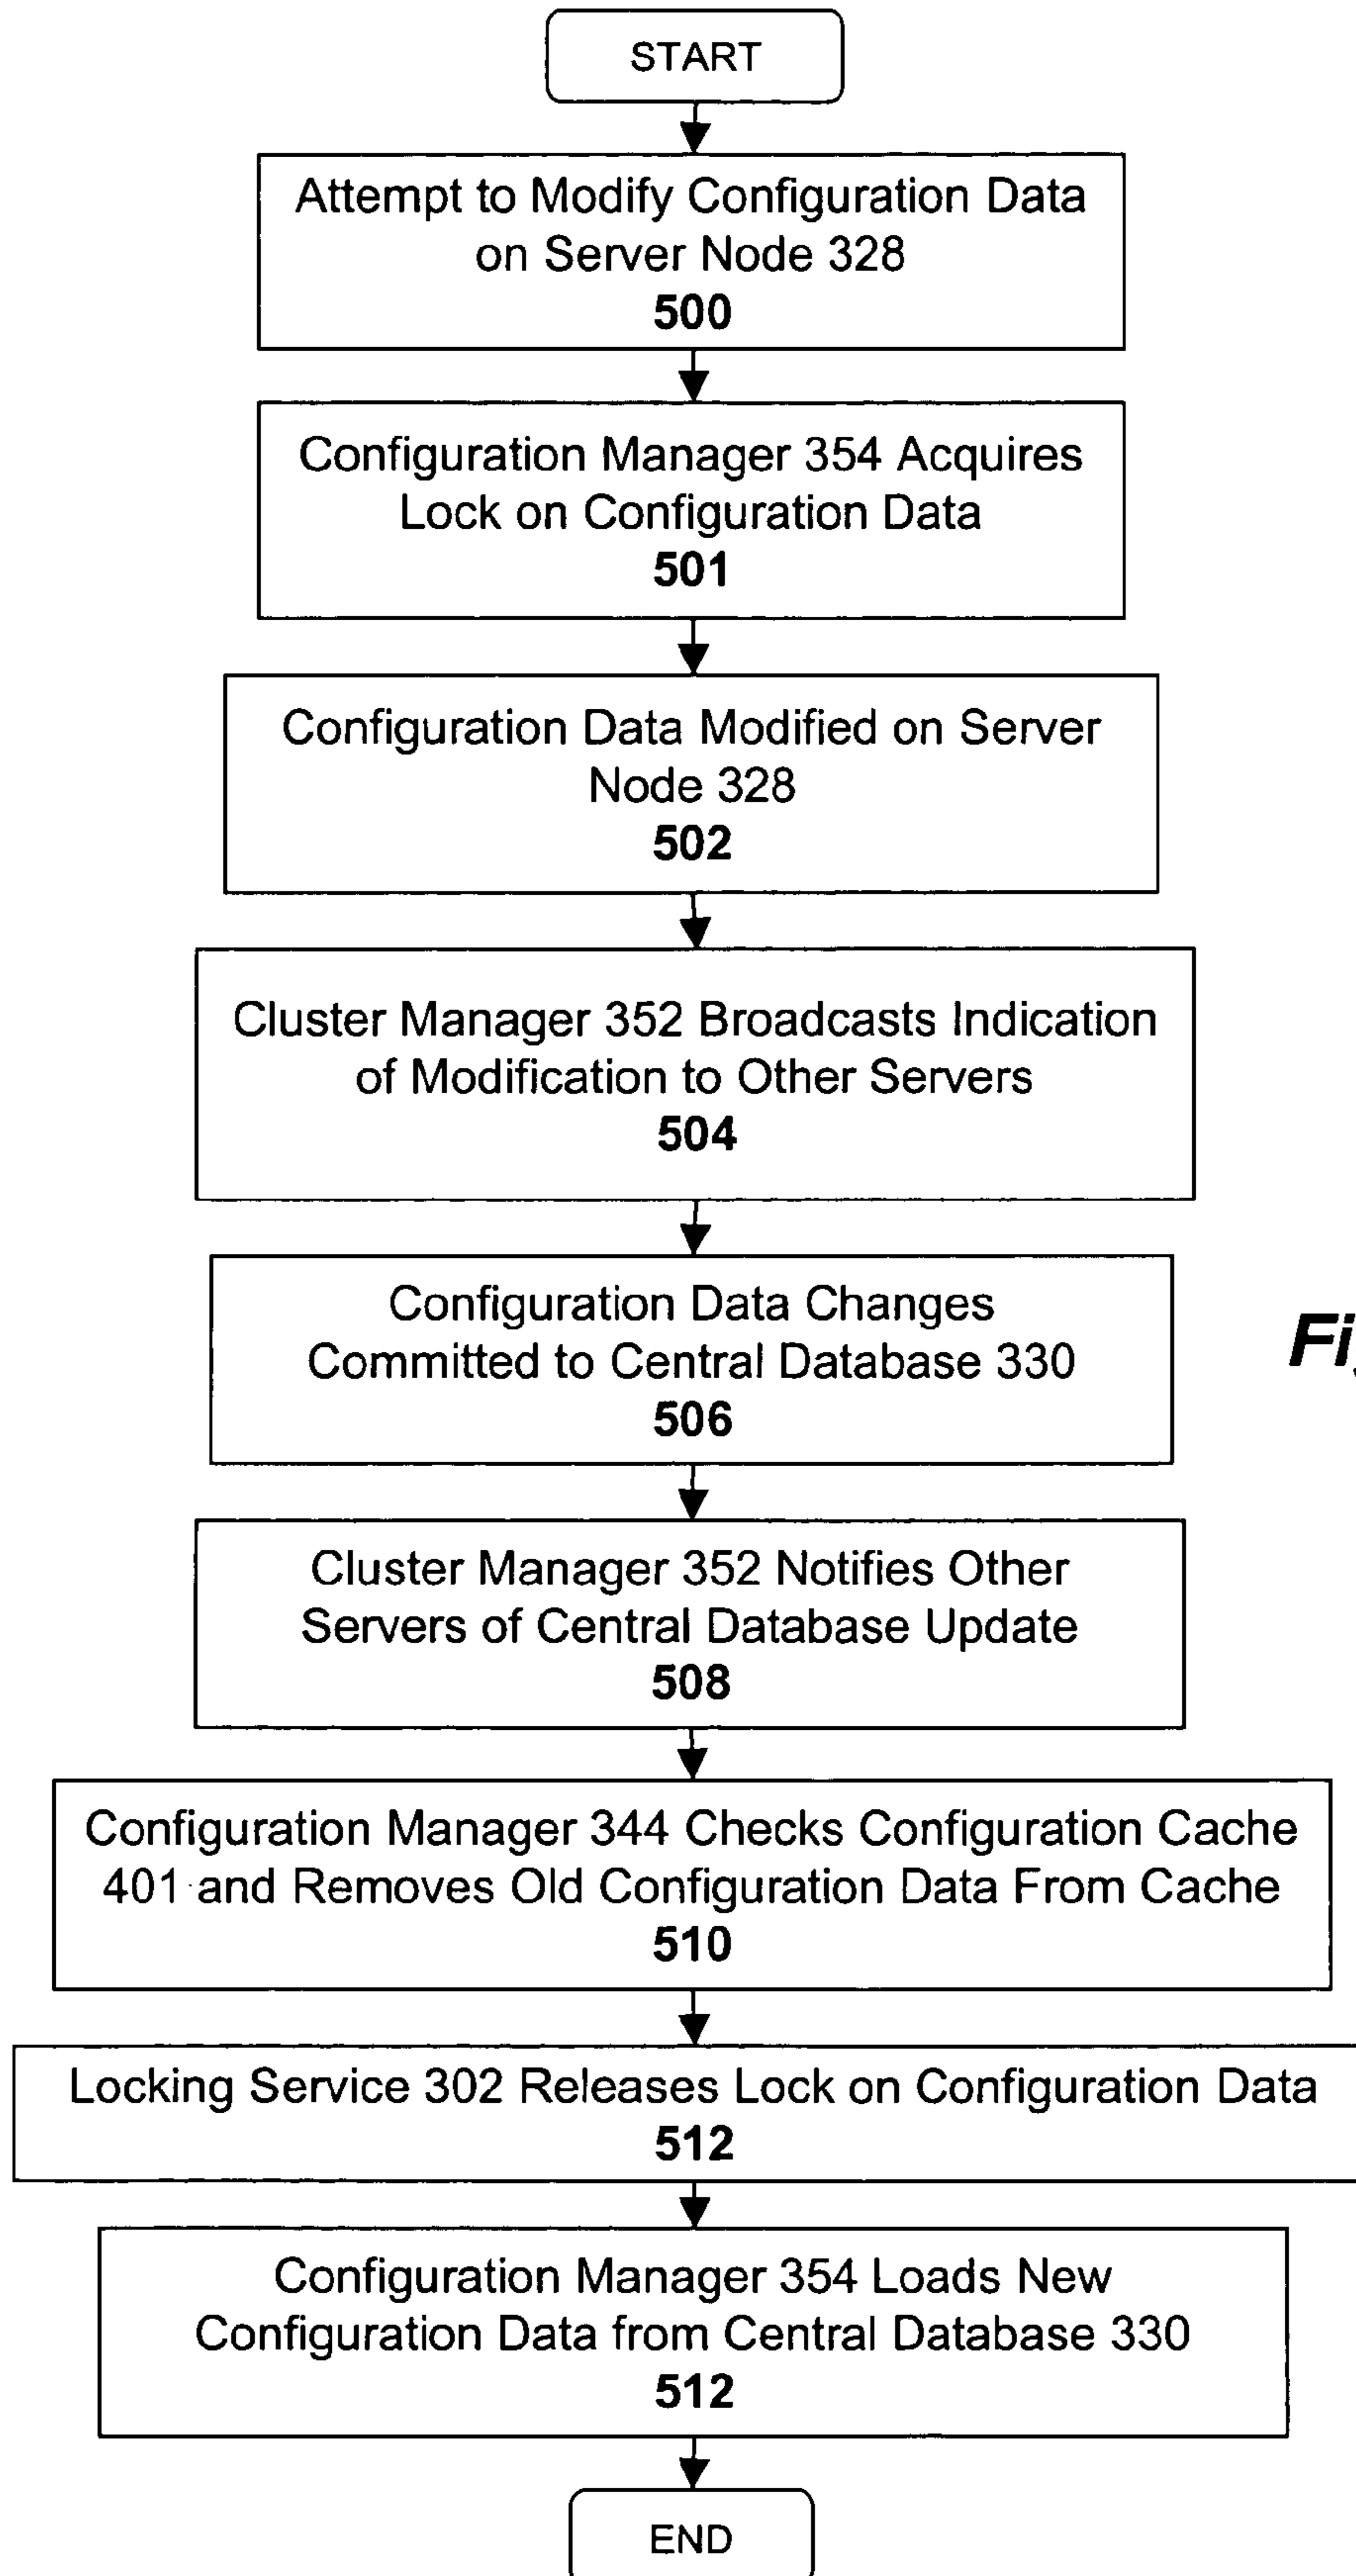 START
Attempt to Modify Configuration Data
on Server Node 328
500
Configuration Manager 354 Acquires
Lock on Configuration Data
501
Configuration Data Modified on Server
Node 328
502
Cluster Manager 352 Broadcasts Indication
of Modification to Other Servers
504
Configuration Data Changes
Committed to Central Database 330
506
Cluster Manager 352 Notifies Other
Servers of Central Database Update
508
Configuration Manager 344 Checks Configuration Cache
401 and Removes Old Configuration Data From Cache
510
Locking Service 302 Releases Lock on Configuration Data
512
Configuration Manager 354 Loads New
Configuration Data from Central Database 330
512
END